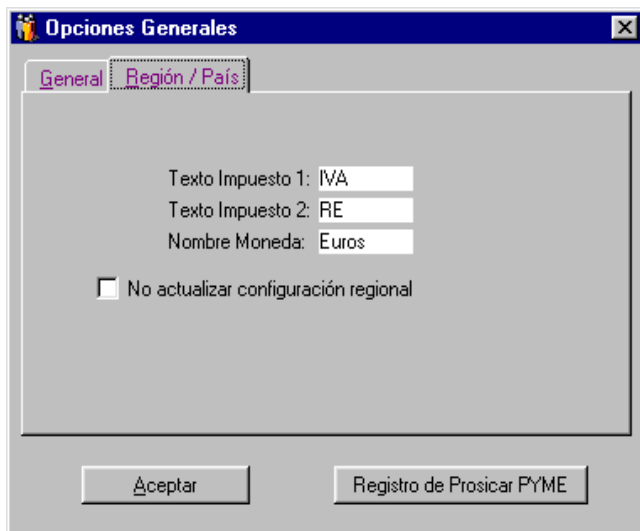 Opciones Generales
General Región / País
Texto Impuesto 1: IVA
Texto Impuesto 2: RE
Nombre Moneda: Euros
No actualizar configuración regional
Aceptar Registro de Prosicar PYME